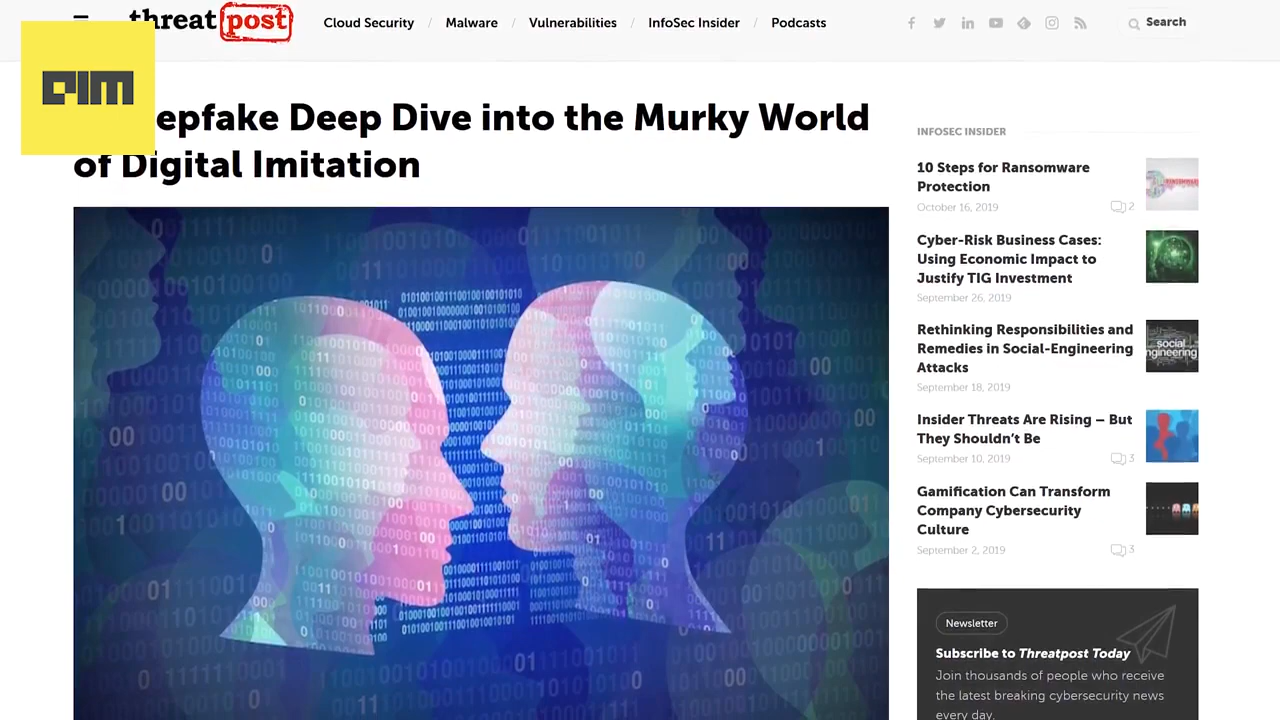 threatpost
Cloud Security / Malware / Vulnerabilities / InfoSec Insider / Podcasts
Search
AIM
epfake Deep Dive into the Murky World
of Digital Imitation
INFOSEC INSIDER
10 Steps for Ransomware
Protection
October 16, 2019
2
Cyber-Risk Business Cases:
Using Economic Impact to
Justify TIG Investment
September 26, 2019
Rethinking Responsibilities and
Remedies in Social-Engineering
Attacks
September 18, 2019
social
ngineering
Insider Threats Are Rising – But
They Shouldn't Be
September 10, 2019
3
Gamification Can Transform
Company Cybersecurity
Culture
September 2, 2019
3
Newsletter
Subscribe to Threatpost Today
Join thousands of people who receive
the latest breaking cybersecurity news
every day.